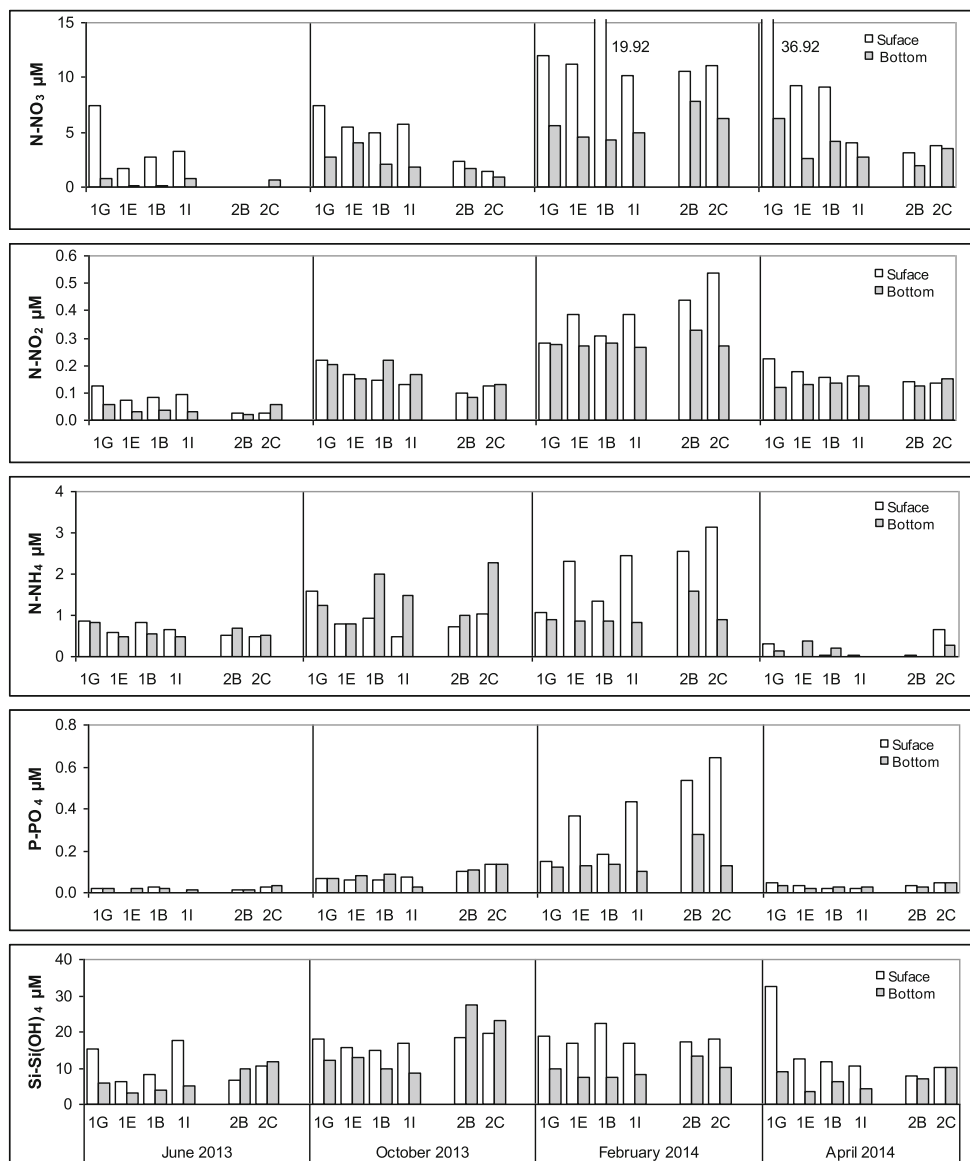 N-NO3 µM
15
10
5
0
19.92
36.92
Suface
Bottom
1G 1E 1B 1I 2B 2C 1G 1E 1B 1I 2B 2C 1G 1E 1B 1I 2B 2C 1G 1E 1B 1I 2B 2C
N-NO2 µM
0.6
0.5
0.4
0.3
0.2
0.1
0.0
Suface
Bottom
1G 1E 1B 1I 2B 2C 1G 1E 1B 1I 2B 2C 1G 1E 1B 1I 2B 2C 1G 1E 1B 1I 2B 2C
N-NH4 µM
4
3
2
1
0
Suface
Bottom
1G 1E 1B 1I 2B 2C 1G 1E 1B 1I 2B 2C 1G 1E 1B 1I 2B 2C 1G 1E 1B 1I 2B 2C
P-PO4 µM
0.8
0.6
0.4
0.2
0.0
Suface
Bottom
1G 1E 1B 1I 2B 2C 1G 1E 1B 1I 2B 2C 1G 1E 1B 1I 2B 2C 1G 1E 1B 1I 2B 2C
Si-Si(OH)4 µM
40
30
20
10
0
Suface
Bottom
1G 1E 1B 1I 2B 2C 1G 1E 1B 1I 2B 2C 1G 1E 1B 1I 2B 2C 1G 1E 1B 1I 2B 2C
June 2013 October 2013 February 2014 April 2014